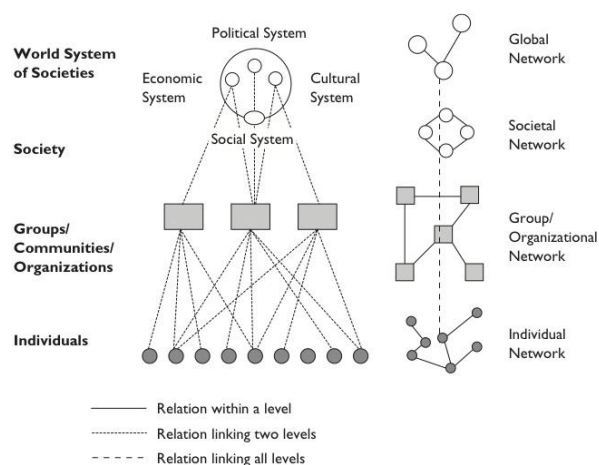 World System
of Societies
Political System
Economic
System
Cultural
System
Global
Network
Society
Social System
Societal
Network
Groups/
Communities/
Organizations
Group/
Organizational
Network
Individuals
Individual
Network
Relation within a level
Relation linking two levels
Relation linking all levels